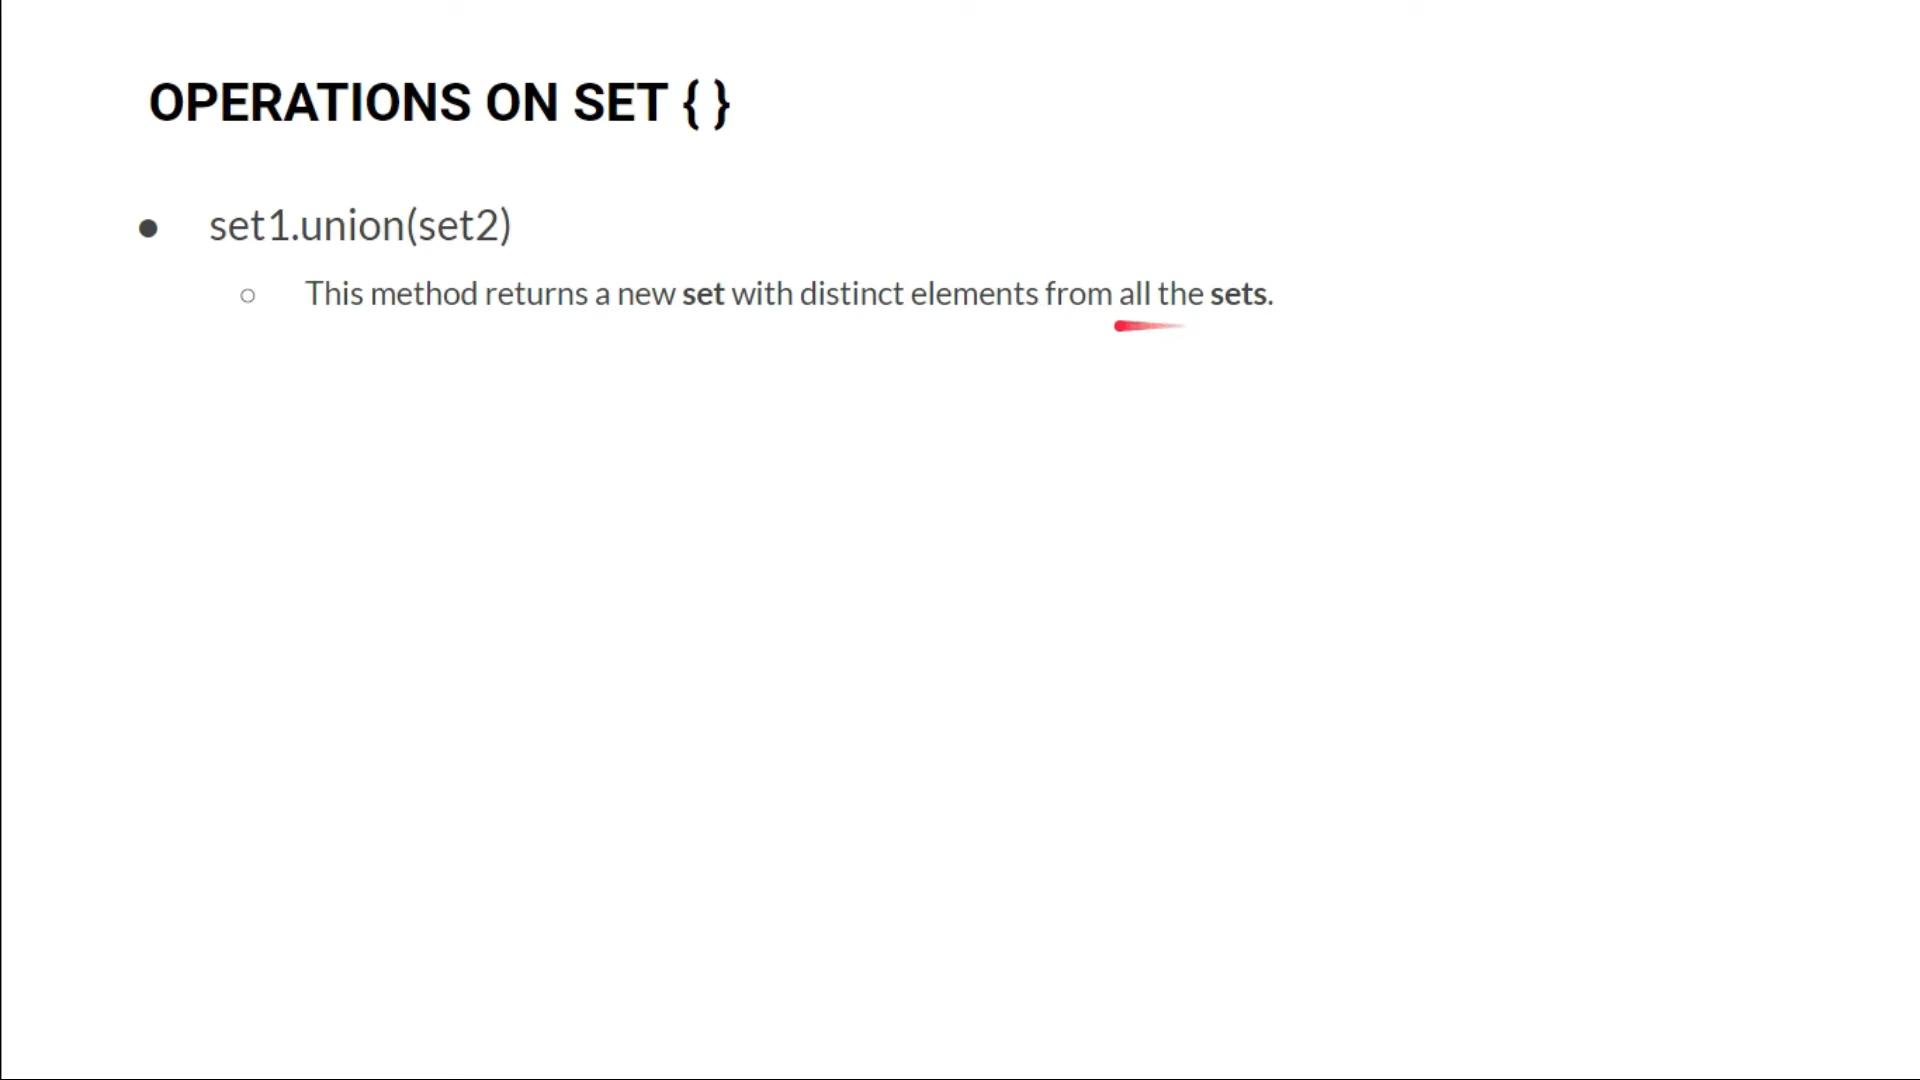 OPERATIONS ON SET { }
● set1.union(set2)
○ This method returns a new set with distinct elements from all the sets.